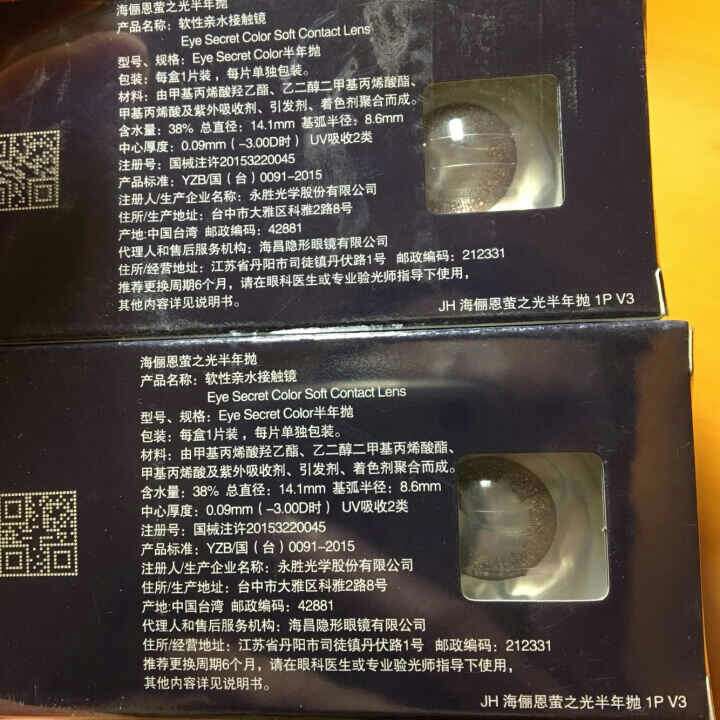 海俪恩萤之光半年抛
产品名称：软性亲水接触镜
Eye Secret Color Soft Contact Lens
型号、规格：Eye Secret Color半年抛
包装：每盒1片装，每片单独包装。
材料：由甲基丙烯酸羟乙酯、乙二醇二甲基丙烯酸酯、
甲基丙烯酸及紫外吸收剂、引发剂、着色剂聚合而成。
含水量：38% 总直径：14.1mm 基弧半径：8.6mm
中心厚度：0.09mm（-3.00D时） UV吸收2类
注册号：国械注许20153220045
产品标准：YZB/国（台）0091-2015
注册人/生产企业名称：永胜光学股份有限公司
住所/生产地址：台中市大雅区科雅2路8号
产地:中国台湾 邮政编码：42881
代理人和售后服务机构：海昌隐形眼镜有限公司
住所/经营地址：江苏省丹阳市司徒镇丹伏路1号 邮政编码：212331
推荐更换周期6个月，请在眼科医生或专业验光师指导下使用，
其他内容详见说明书。
JH 海俪恩萤之光半年抛 1P V3
海俪恩萤之光半年抛
产品名称：软性亲水接触镜
Eye Secret Color Soft Contact Lens
型号、规格：Eye Secret Color半年抛
包装：每盒1片装，每片单独包装。
材料：由甲基丙烯酸羟乙酯、乙二醇二甲基丙烯酸酯、
甲基丙烯酸及紫外吸收剂、引发剂、着色剂聚合而成。
含水量：38% 总直径：14.1mm 基弧半径：8.6mm
中心厚度：0.09mm（-3.00D时） UV吸收2类
注册号：国械注许20153220045
产品标准：YZB/国（台）0091-2015
注册人/生产企业名称：永胜光学股份有限公司
住所/生产地址：台中市大雅区科雅2路8号
产地:中国台湾 邮政编码：42881
代理人和售后服务机构：海昌隐形眼镜有限公司
住所/经营地址：江苏省丹阳市司徒镇丹伏路1号 邮政编码：212331
推荐更换周期6个月，请在眼科医生或专业验光师指导下使用，
其他内容详见说明书。
JH 海俪恩萤之光半年抛 1P V3